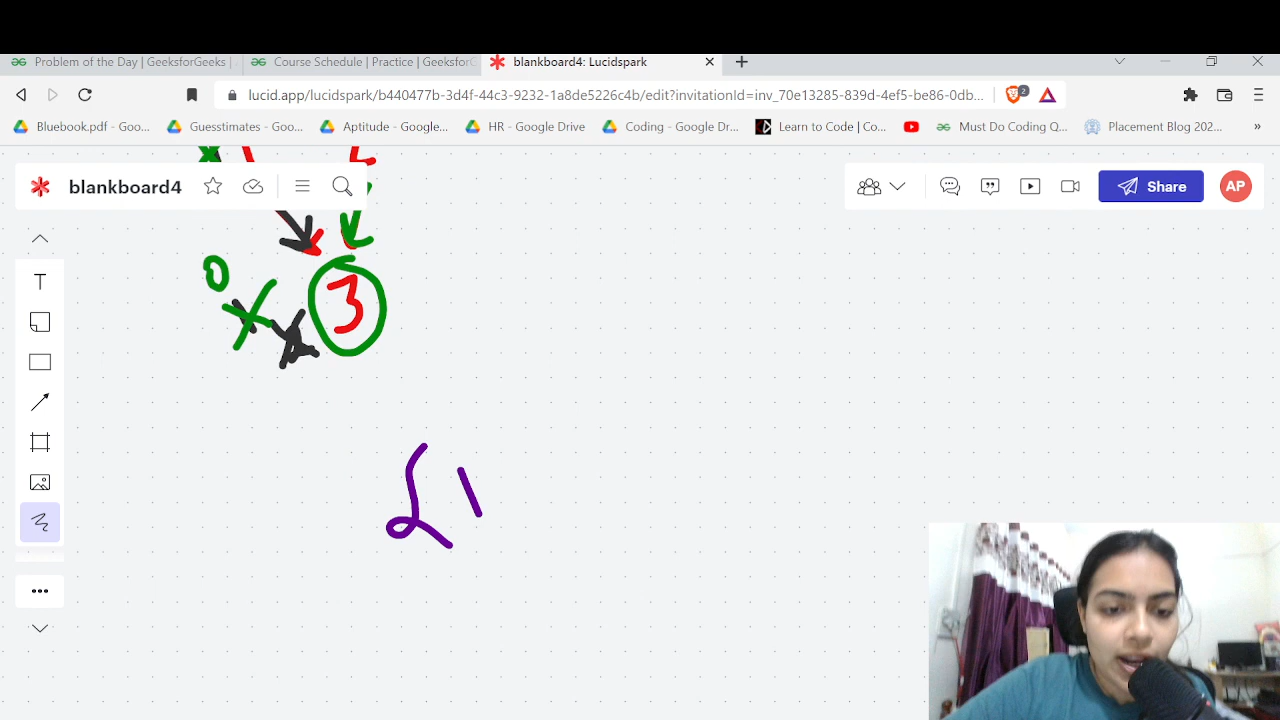 Problem of the Day | GeeksforGeeks |
Course Schedule | Practice | GeeksforG
blankboard4: Lucidspark
lucid.app/lucidspark/b440477b-3d4f-44c3-9232-1a8de5226c4b/edit?invitationId=inv_70e13285-839d-4ef5-be86-0db...
2
Bluebook.pdf - Goo...
Guesstimates - Goo...
Aptitude - Google...
HR - Google Drive
Coding - Google Dr...
Learn to Code | Co...
Must Do Coding Q...
Placement Blog 202...
»
blankboard4
Share
AP
T
0
3